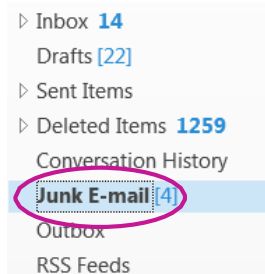 Inbox 14
Drafts [22]
Sent Items
Deleted Items 1259
Conversation History
Junk E-mail [4]
Outbox
RSS Feeds